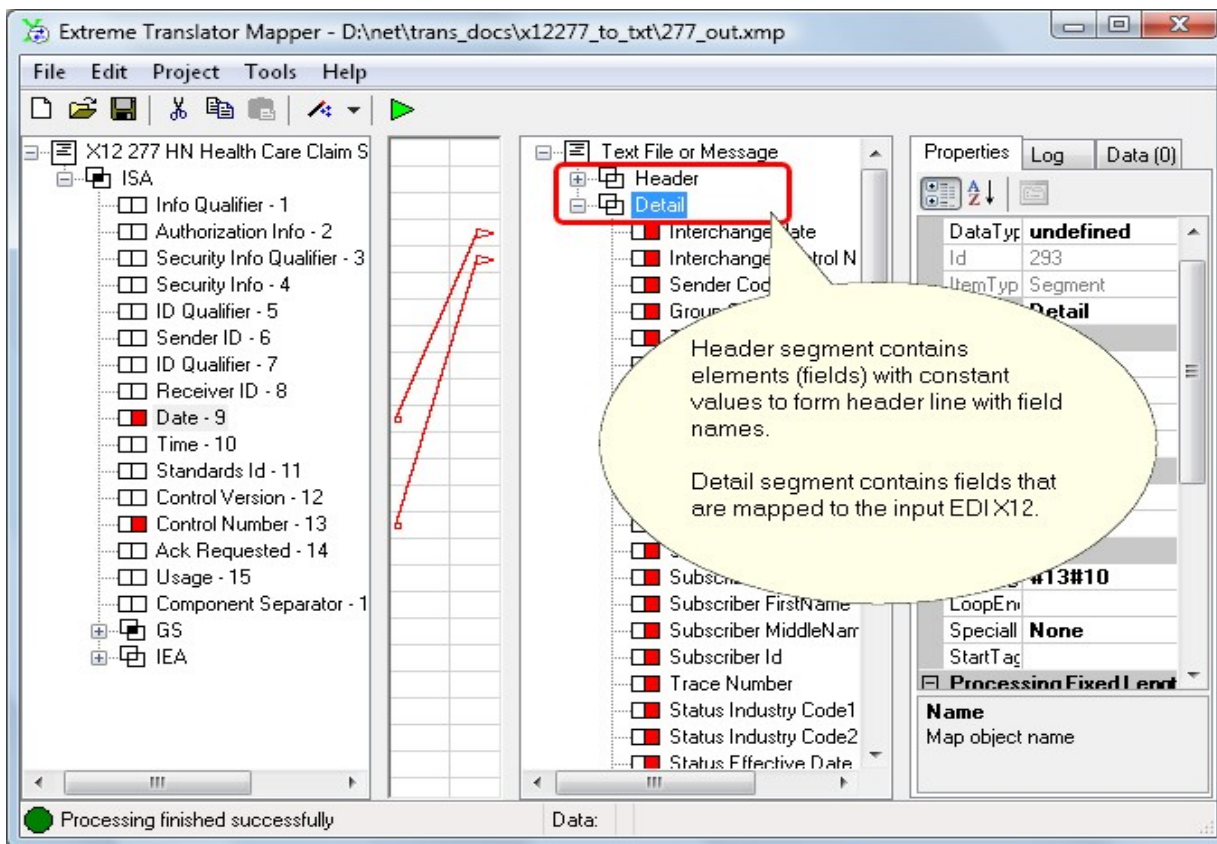 Extreme Translator Mapper - D:\net\trans_docs\x12277_to_txt\277_out.xmp
File Edit Project Tools Help
X12 277 HN Health Care Claim S
ISA
Info Qualifier - 1
Authorization Info - 2
Security Info Qualifier - 3
Security Info - 4
ID Qualifier - 5
Sender ID - 6
ID Qualifier - 7
Receiver ID - 8
Date - 9
Time - 10
Standards Id - 11
Control Version - 12
Control Number - 13
Ack Requested - 14
Usage - 15
Component Separator - 1
GS
IEA
Text File or Message
Header
Detail
Interchange
Interchange
Sender Cod
Subscriber FirstName
Subscriber MiddleNam
Subscriber Id
Trace Number
Status Industry Code1
Status Industry Code2
Status Effective Date
Header segment contains
elements (fields) with constant
values to form header line with field
names.
Detail segment contains fields that
are mapped to the input EDI X12.
Properties Log Data (0)
DataTyp undefined
Id 293
ItemTyp Segment
Detail
#13#10
LoopEn
Speciall None
StartTag
Processing Fixed Lengt
Name
Map object name
Processing finished successfully
Data: